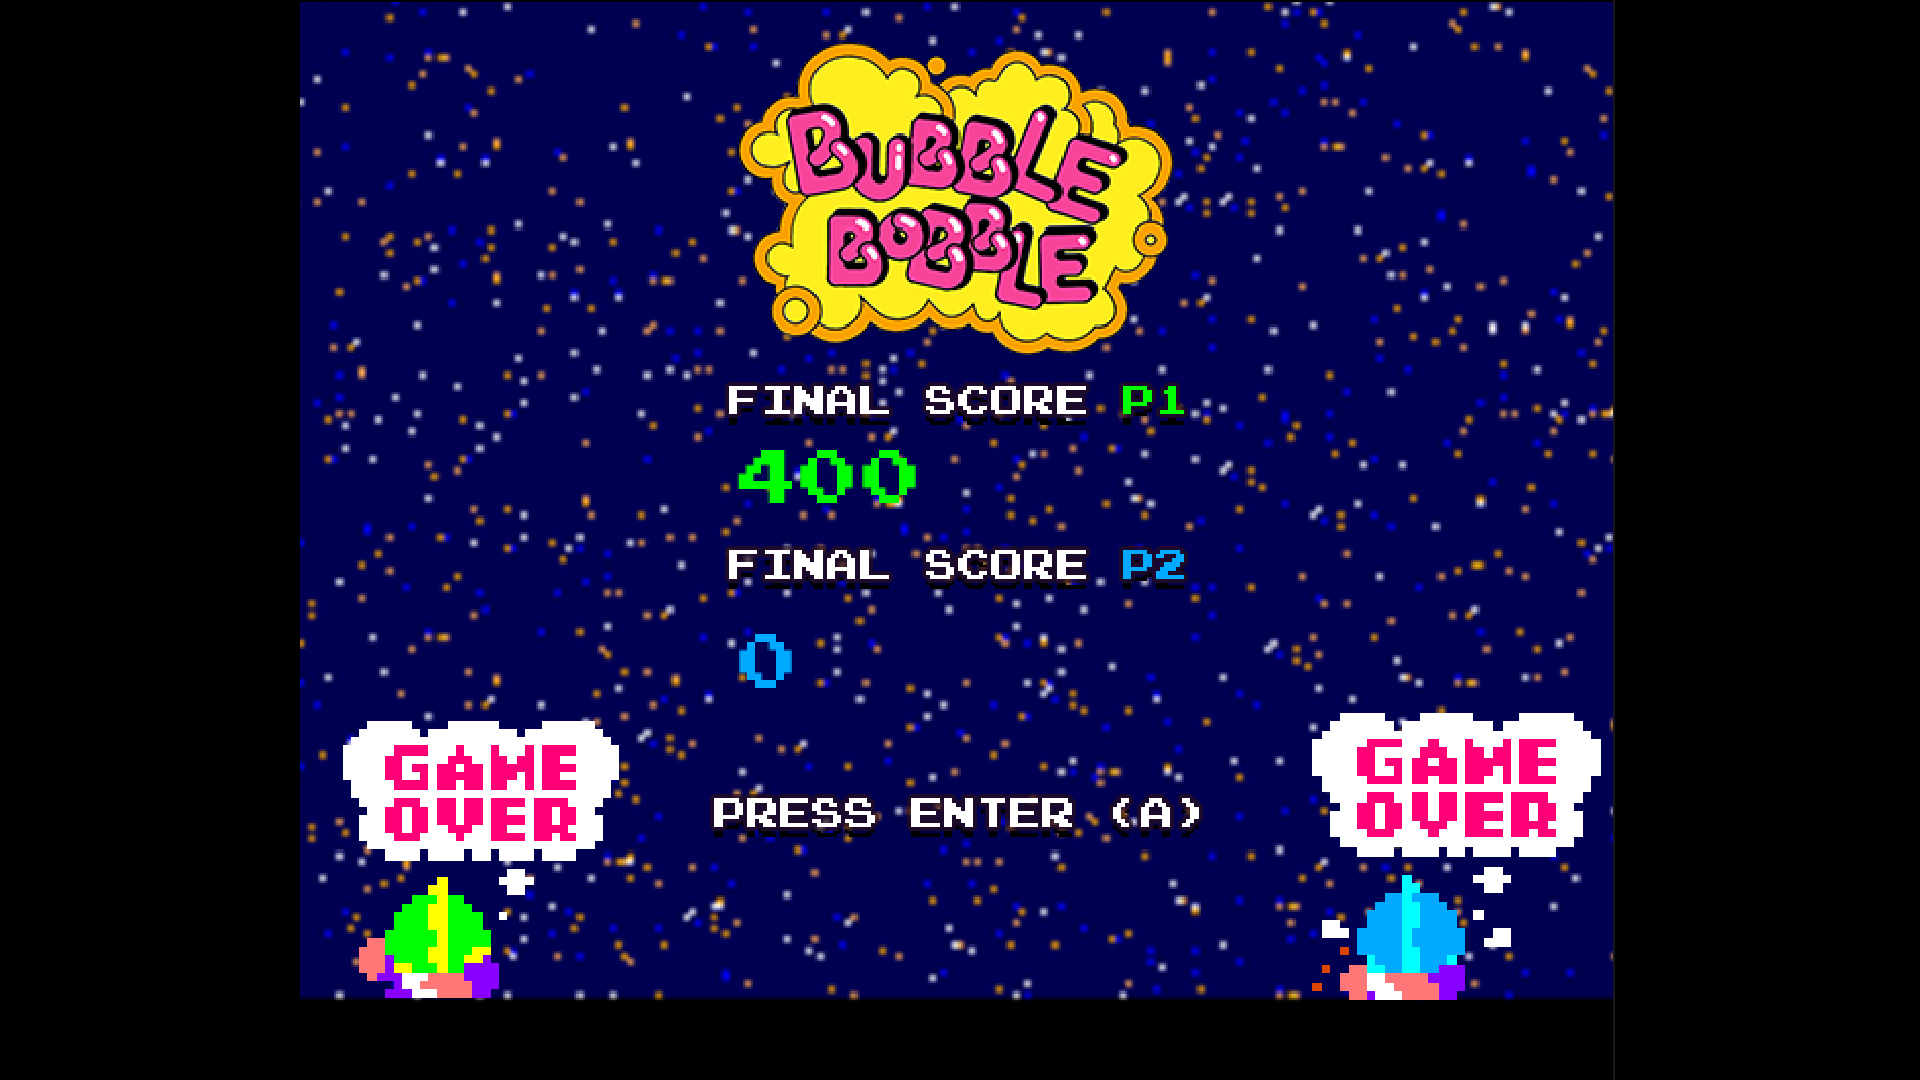 BUBBLE
BOBBLE
FINAL SCORE P1
400
FINAL SCORE P2
0
GAME
OVER
GAME
OVER
PRESS ENTER (A)